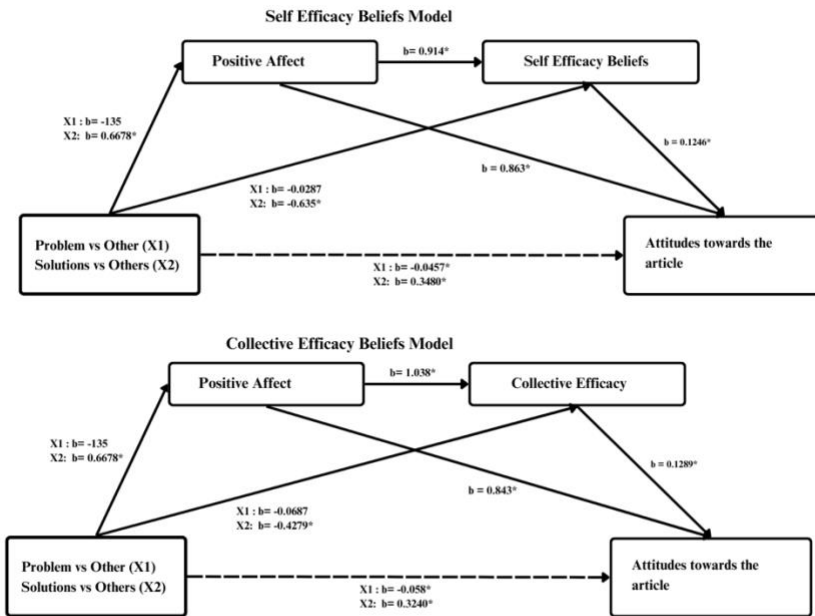 Self Efficacy Beliefs Model
Positive Affect
b= 0.914*
Self Efficacy Beliefs
X1 : b= -135
X2: b= 0.6678*
b = 0.1246*
b = 0.863*
X1 : b= -0.0287
X2: b= -0.635*
Problem vs Other (X1)
Solutions vs Others (X2)
Attitudes towards the
article
X1 : b= -0.0457*
X2: b= 0.3480*
Collective Efficacy Beliefs Model
Positive Affect
b= 1.038*
Collective Efficacy
X1 : b= -135
X2: b= 0.6678*
b = 0.1289*
b = 0.843*
X1 : b= -0.0687
X2: b= -0.4279*
Problem vs Other (X1)
Solutions vs Others (X2)
Attitudes towards the
article
X1 : b= -0.058*
X2: b= 0.3240*